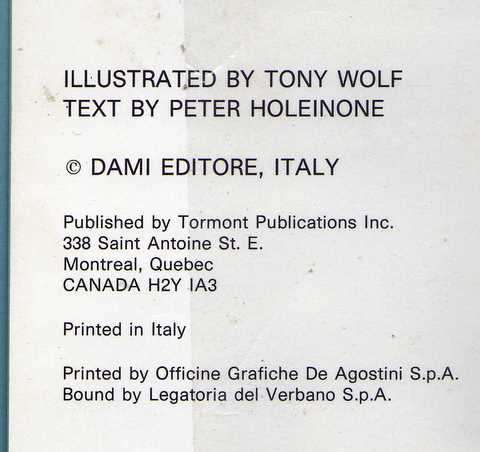 ILLUSTRATED BY TONY WOLF
TEXT BY PETER HOLEINONE
© DAMI EDITORE, ITALY
Published by Tormont Publications Inc.
338 Saint Antoine St. E.
Montreal, Quebec
CANADA H2Y IA3
Printed in Italy
Printed by Officine Grafiche De Agostini S.p.A.
Bound by Legatoria del Verbano S.p.A.